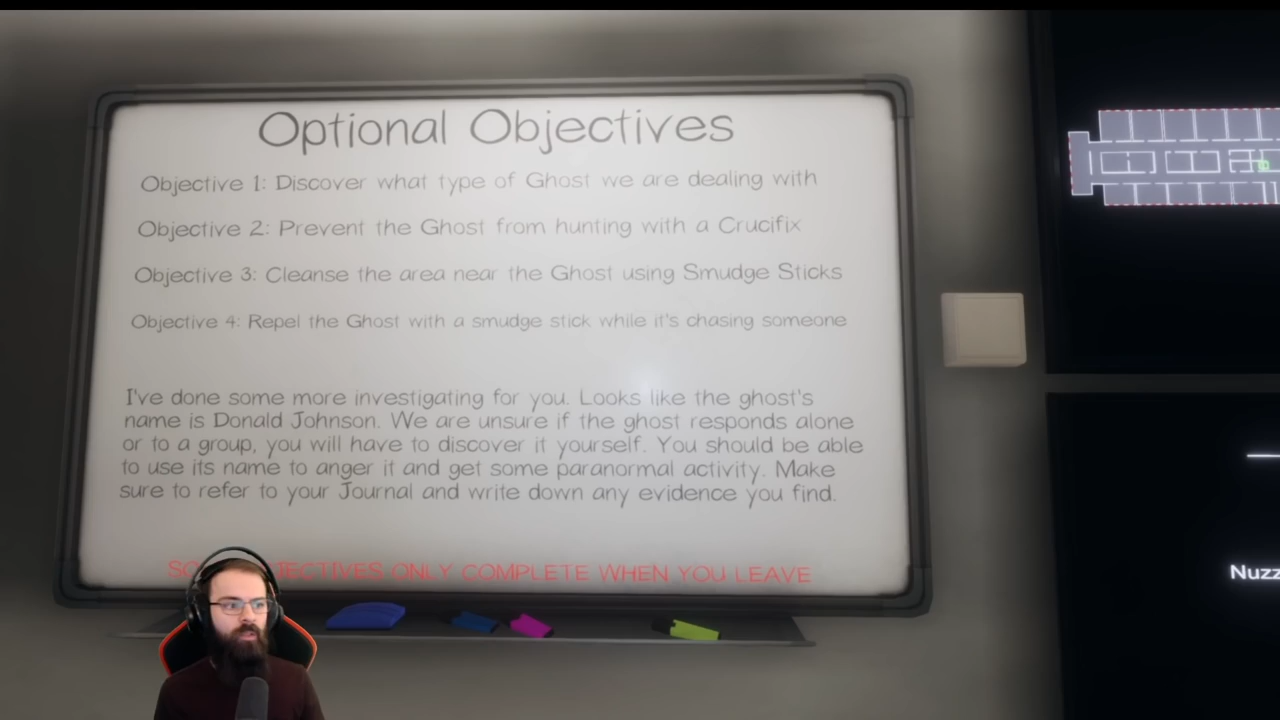 Optional Objectives
Objective 1: Discover what type of Ghost we are dealing with
Objective 2: Prevent the Ghost from hunting with a Crucifix
Objective 3: Cleanse the area near the Ghost using Smudge Sticks
Objective 4: Repel the Ghost with a smudge stick while it's chasing someone
I've done some more investigating for you. Looks like the ghost's
name is Donald Johnson. We are unsure if the ghost responds alone
or to a group, you will have to discover it yourself. You should be able
to use its name to anger it and get some paranormal activity. Make
sure to refer to your Journal and write down any evidence you find.
ONLY COMPLETE WHEN YOU LEAVE